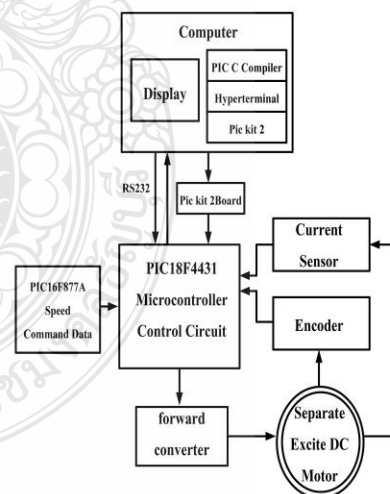 Computer
Display
PIC C Compiler
Hyperterminal
Pic kit 2
RS232
Pic kit 2Board
PIC16F877A
Speed
Command Data
PIC18F4431
Microcontroller
Control Circuit
Current
Sensor
Encoder
forward
converter
Separate
Excite DC
Motor